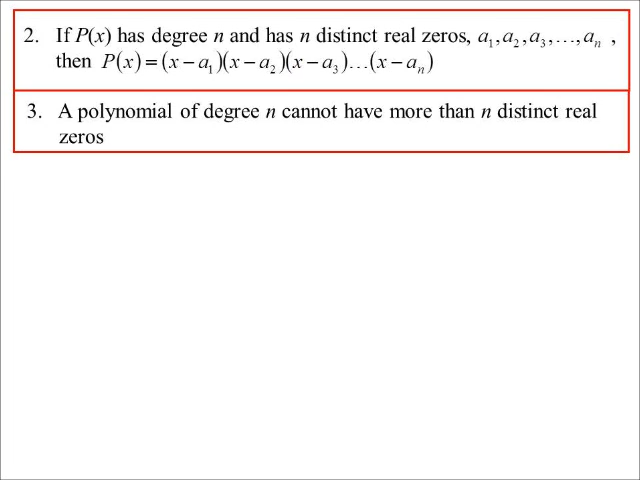 2. If P(x) has degree n and has n distinct real zeros, a₁,a₂,a₃,…,aₙ ,
then P(x)=(x−a₁)(x−a₂)(x−a₃)…(x−aₙ)
3. A polynomial of degree n cannot have more than n distinct real
zeros